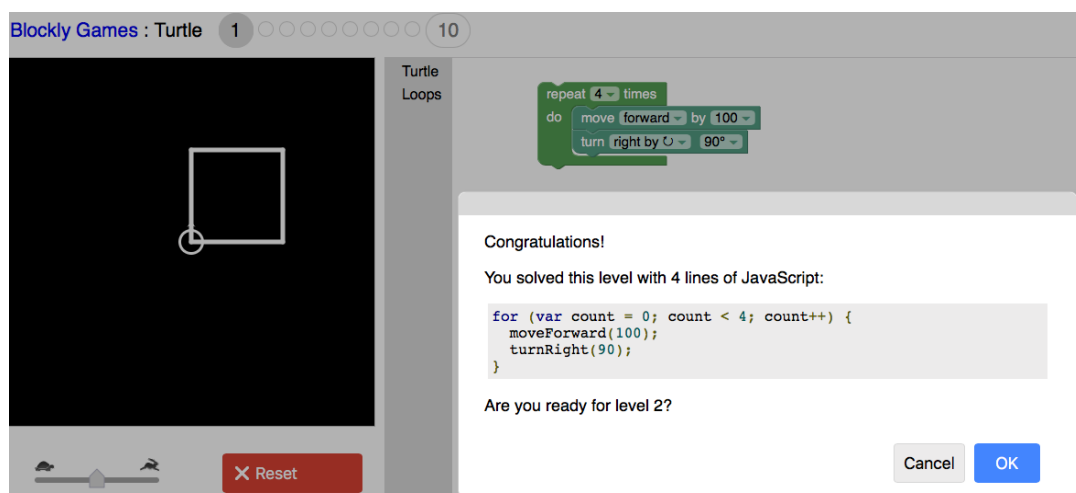 Blockly Games : Turtle 1 10
Turtle
Loops
repeat 4 times
do move forward by 100
turn right by ↻ 90°
Congratulations!
You solved this level with 4 lines of JavaScript:
for (var count = 0; count < 4; count++) {
  moveForward(100);
  turnRight(90);
}
Are you ready for level 2?
Cancel OK
Reset